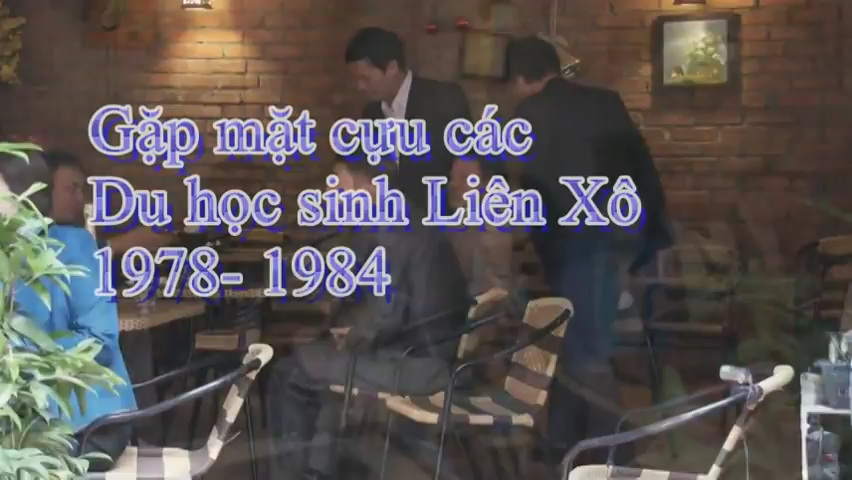 Gặp mặt cựu các
Du học sinh Liên Xô
1978- 1984